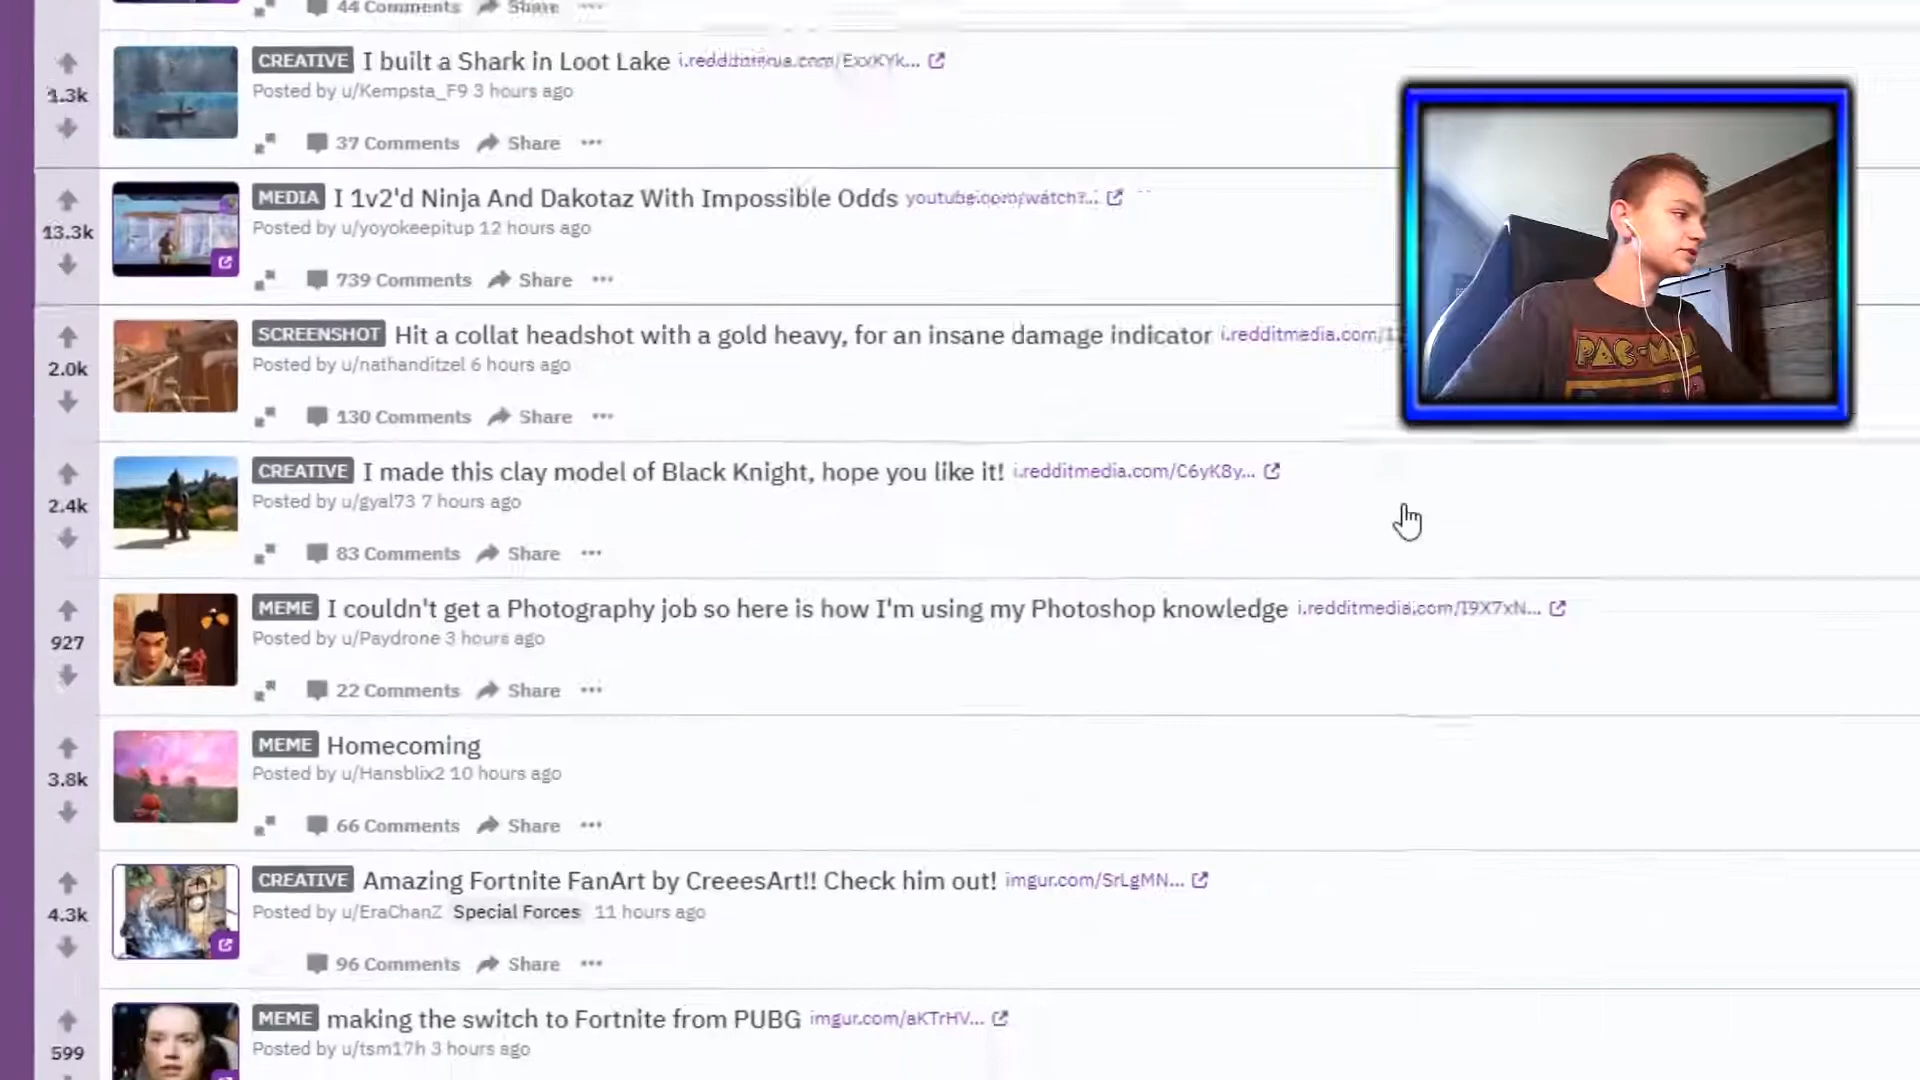 44 Comments Share
CREATIVE I built a Shark in Loot Lake
1.3k
Posted by u/Kempsta_F9 3 hours ago
37 Comments Share
MEDIA I 1v2'd Ninja And Dakotaz With Impossible Odds youtube.com/watch?...
13.3k
Posted by u/yoyokeepitup 12 hours ago
739 Comments Share
SCREENSHOT Hit a collat headshot with a gold heavy, for an insane damage indicator i.redditmedia.com/1
2.0k
Posted by u/nathanditzel 6 hours ago
130 Comments Share
PAC-MAN
CREATIVE I made this clay model of Black Knight, hope you like it! i.redditmedia.com/C6yK8y...
2.4k
Posted by u/gyal73 7 hours ago
83 Comments Share
MEME I couldn't get a Photography job so here is how I'm using my Photoshop knowledge i.redditmedia.com/I9X7xN...
927
Posted by u/Paydrone 3 hours ago
22 Comments Share
MEME Homecoming
3.8k
Posted by u/Hansblix2 10 hours ago
66 Comments Share
CREATIVE Amazing Fortnite FanArt by CreeesArt!! Check him out! imgur.com/SrLgMN...
4.3k
Posted by u/EraChanZ Special Forces 11 hours ago
96 Comments Share
MEME making the switch to Fortnite from PUBG imgur.com/aKTrHV...
599
Posted by u/tsm17h 3 hours ago